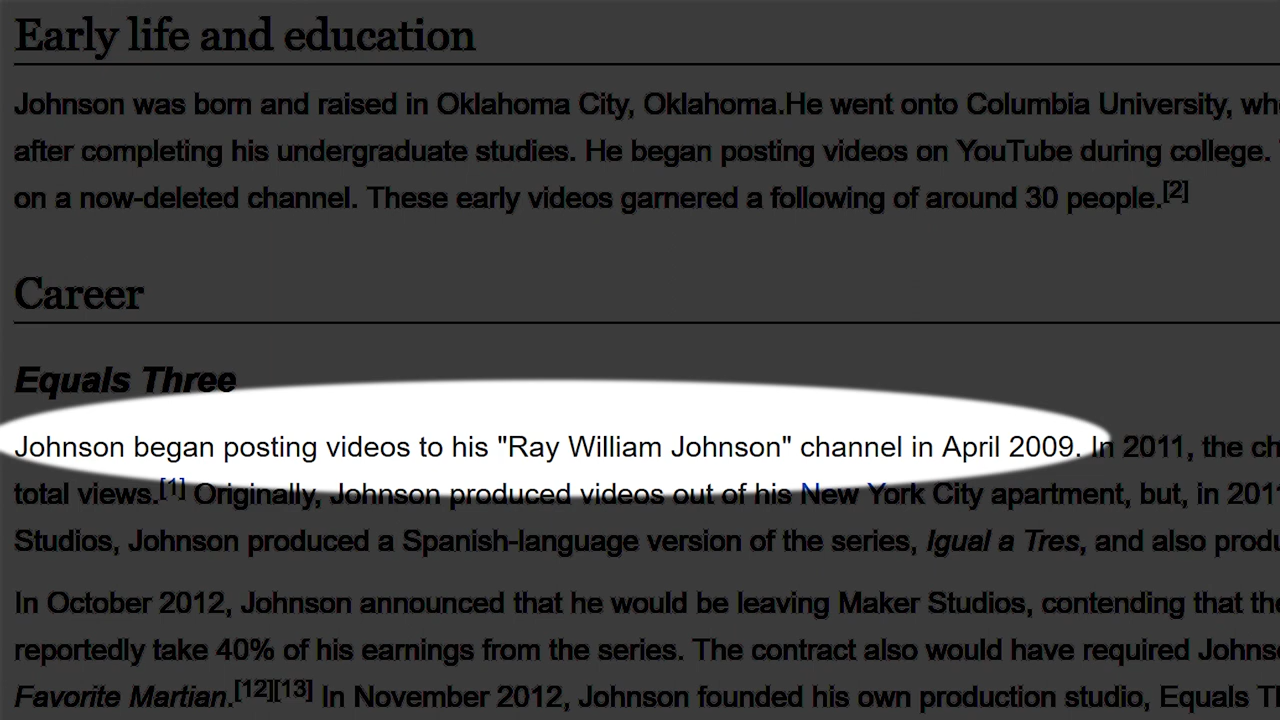 Early life and education
Johnson was born and raised in Oklahoma City, Oklahoma.He went onto Columbia University,
after completing his undergraduate studies. He began posting videos on YouTube during college.
on a now-deleted channel. These early videos garnered a following of around 30 people.[2]
Career
Equals Three
Johnson began posting videos to his "Ray William Johnson" channel in April 2009. In 2011, the
total views.[1] Originally, Johnson produced videos out of his New York City apartment, but, in
Studios, Johnson produced a Spanish-language version of the series, Igual a Tres, and also
In October 2012, Johnson announced that he would be leaving Maker Studios, contending that
reportedly take 40% of his earnings from the series. The contract also would have required
Favorite Martian.[12][13] In November 2012, Johnson founded his own production studio, Equals